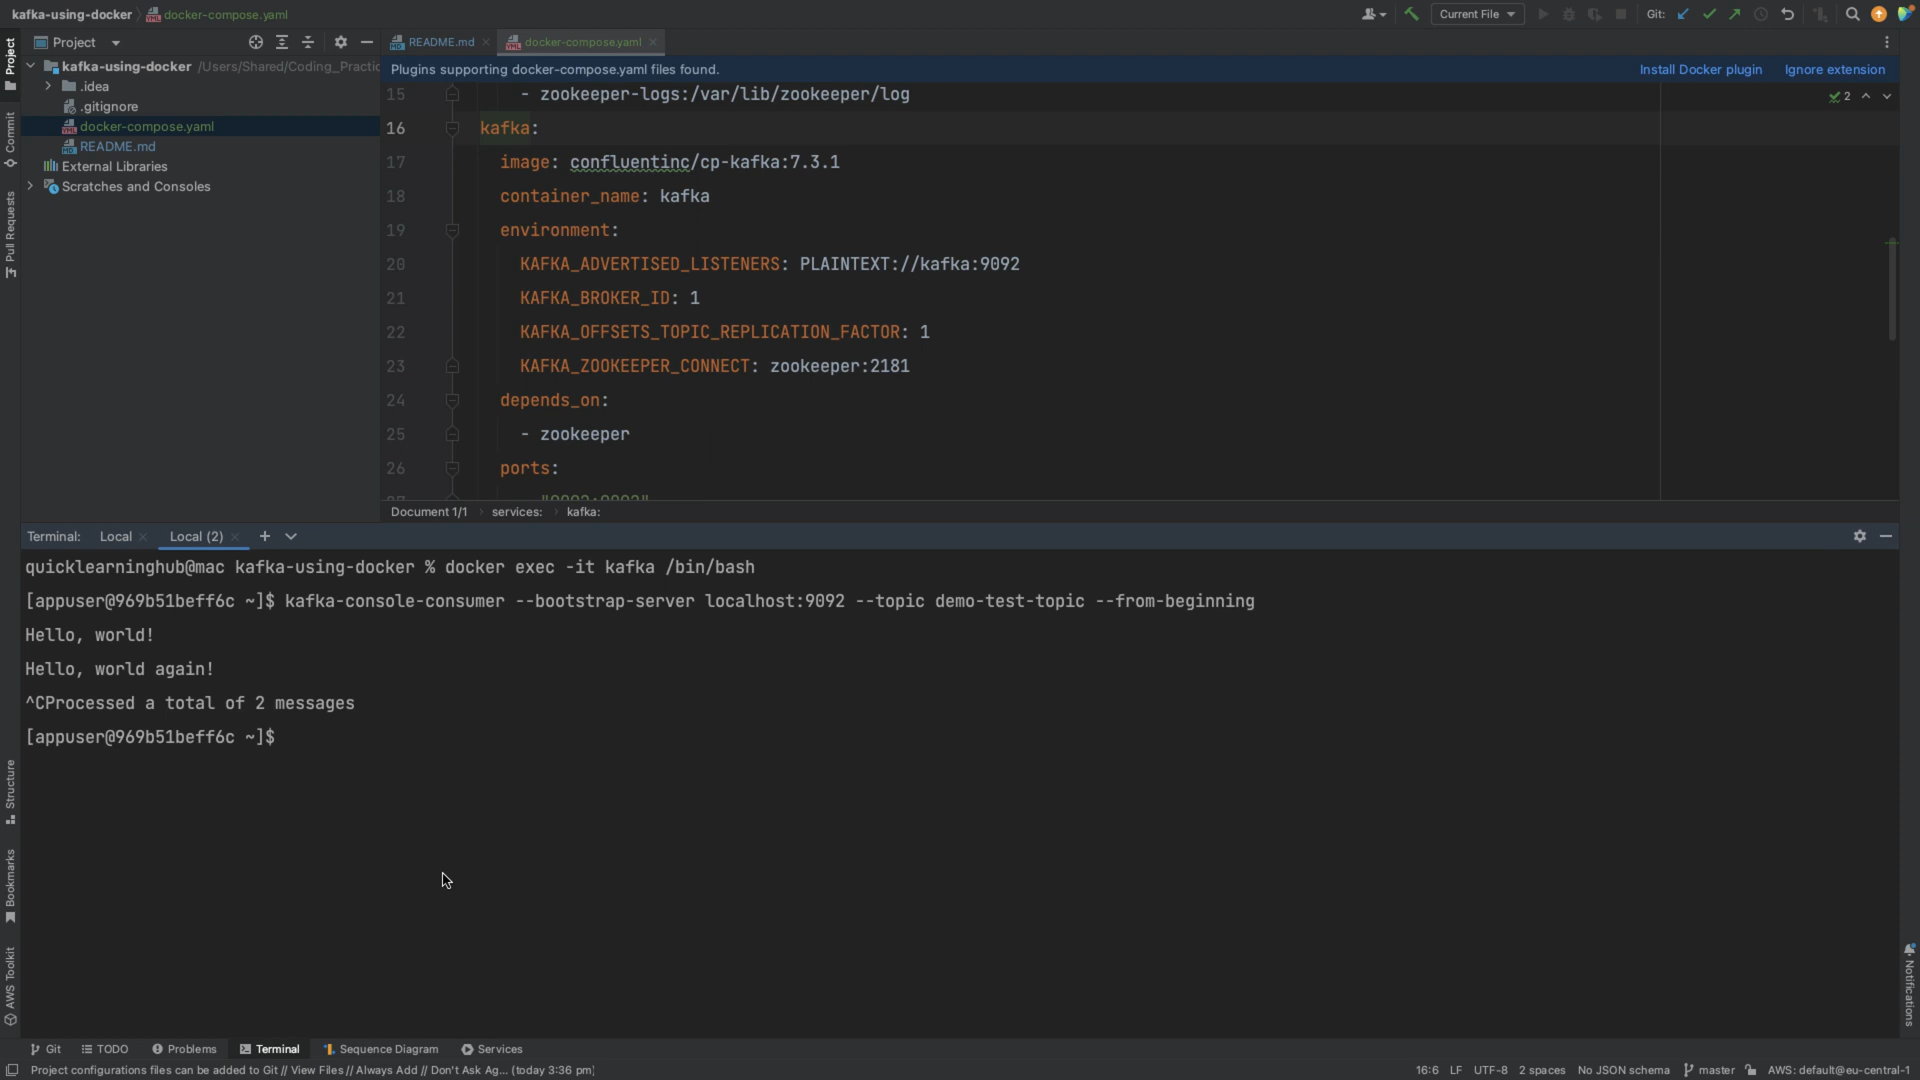 kafka-using-docker docker-compose.yaml
Current File
Git:
Project
README.md
docker-compose.yaml
Project
kafka-using-docker /Users/Shared/Coding_Practic
.idea
.gitignore
docker-compose.yaml
README.md
External Libraries
Scratches and Consoles
Commit
Pull Requests
Plugins supporting docker-compose.yaml files found.
Install Docker plugin
Ignore extension
2
15 - zookeeper-logs:/var/lib/zookeeper/log
16 kafka:
17 image: confluentinc/cp-kafka:7.3.1
18 container_name: kafka
19 environment:
20 KAFKA_ADVERTISED_LISTENERS: PLAINTEXT://kafka:9092
21 KAFKA_BROKER_ID: 1
22 KAFKA_OFFSETS_TOPIC_REPLICATION_FACTOR: 1
23 KAFKA_ZOOKEEPER_CONNECT: zookeeper:2181
24 depends_on:
25 - zookeeper
26 ports:
Document 1/1 services: kafka:
Terminal: Local Local (2)
quicklearninghub@mac kafka-using-docker % docker exec -it kafka /bin/bash
[appuser@969b51beff6c ~]$ kafka-console-consumer --bootstrap-server localhost:9092 --topic demo-test-topic --from-beginning
Hello, world!
Hello, world again!
^CProcessed a total of 2 messages
[appuser@969b51beff6c ~]$
Structure
Bookmarks
AWS Toolkit
Notifications
Git TODO Problems Terminal Sequence Diagram Services
Project configurations files can be added to Git // View Files // Always Add // Don't Ask Ag... (today 3:36 pm)
16:6 LF UTF-8 2 spaces No JSON schema master AWS: default@eu-central-1